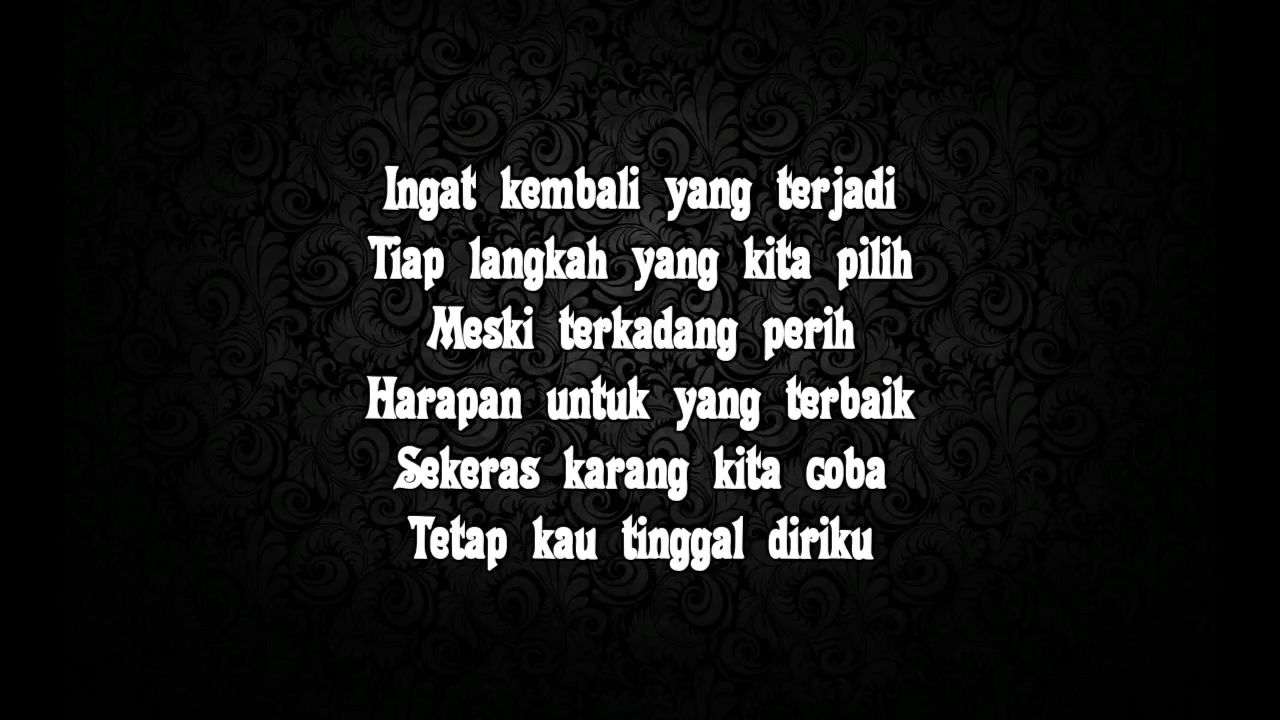 Ingat kembali yang terjadi
Tiap langkah yang kita pilih
Meski terkadang perih
Harapan untuk yang terbaik
Sekeras karang kita coba
Tetap kau tinggal diriku